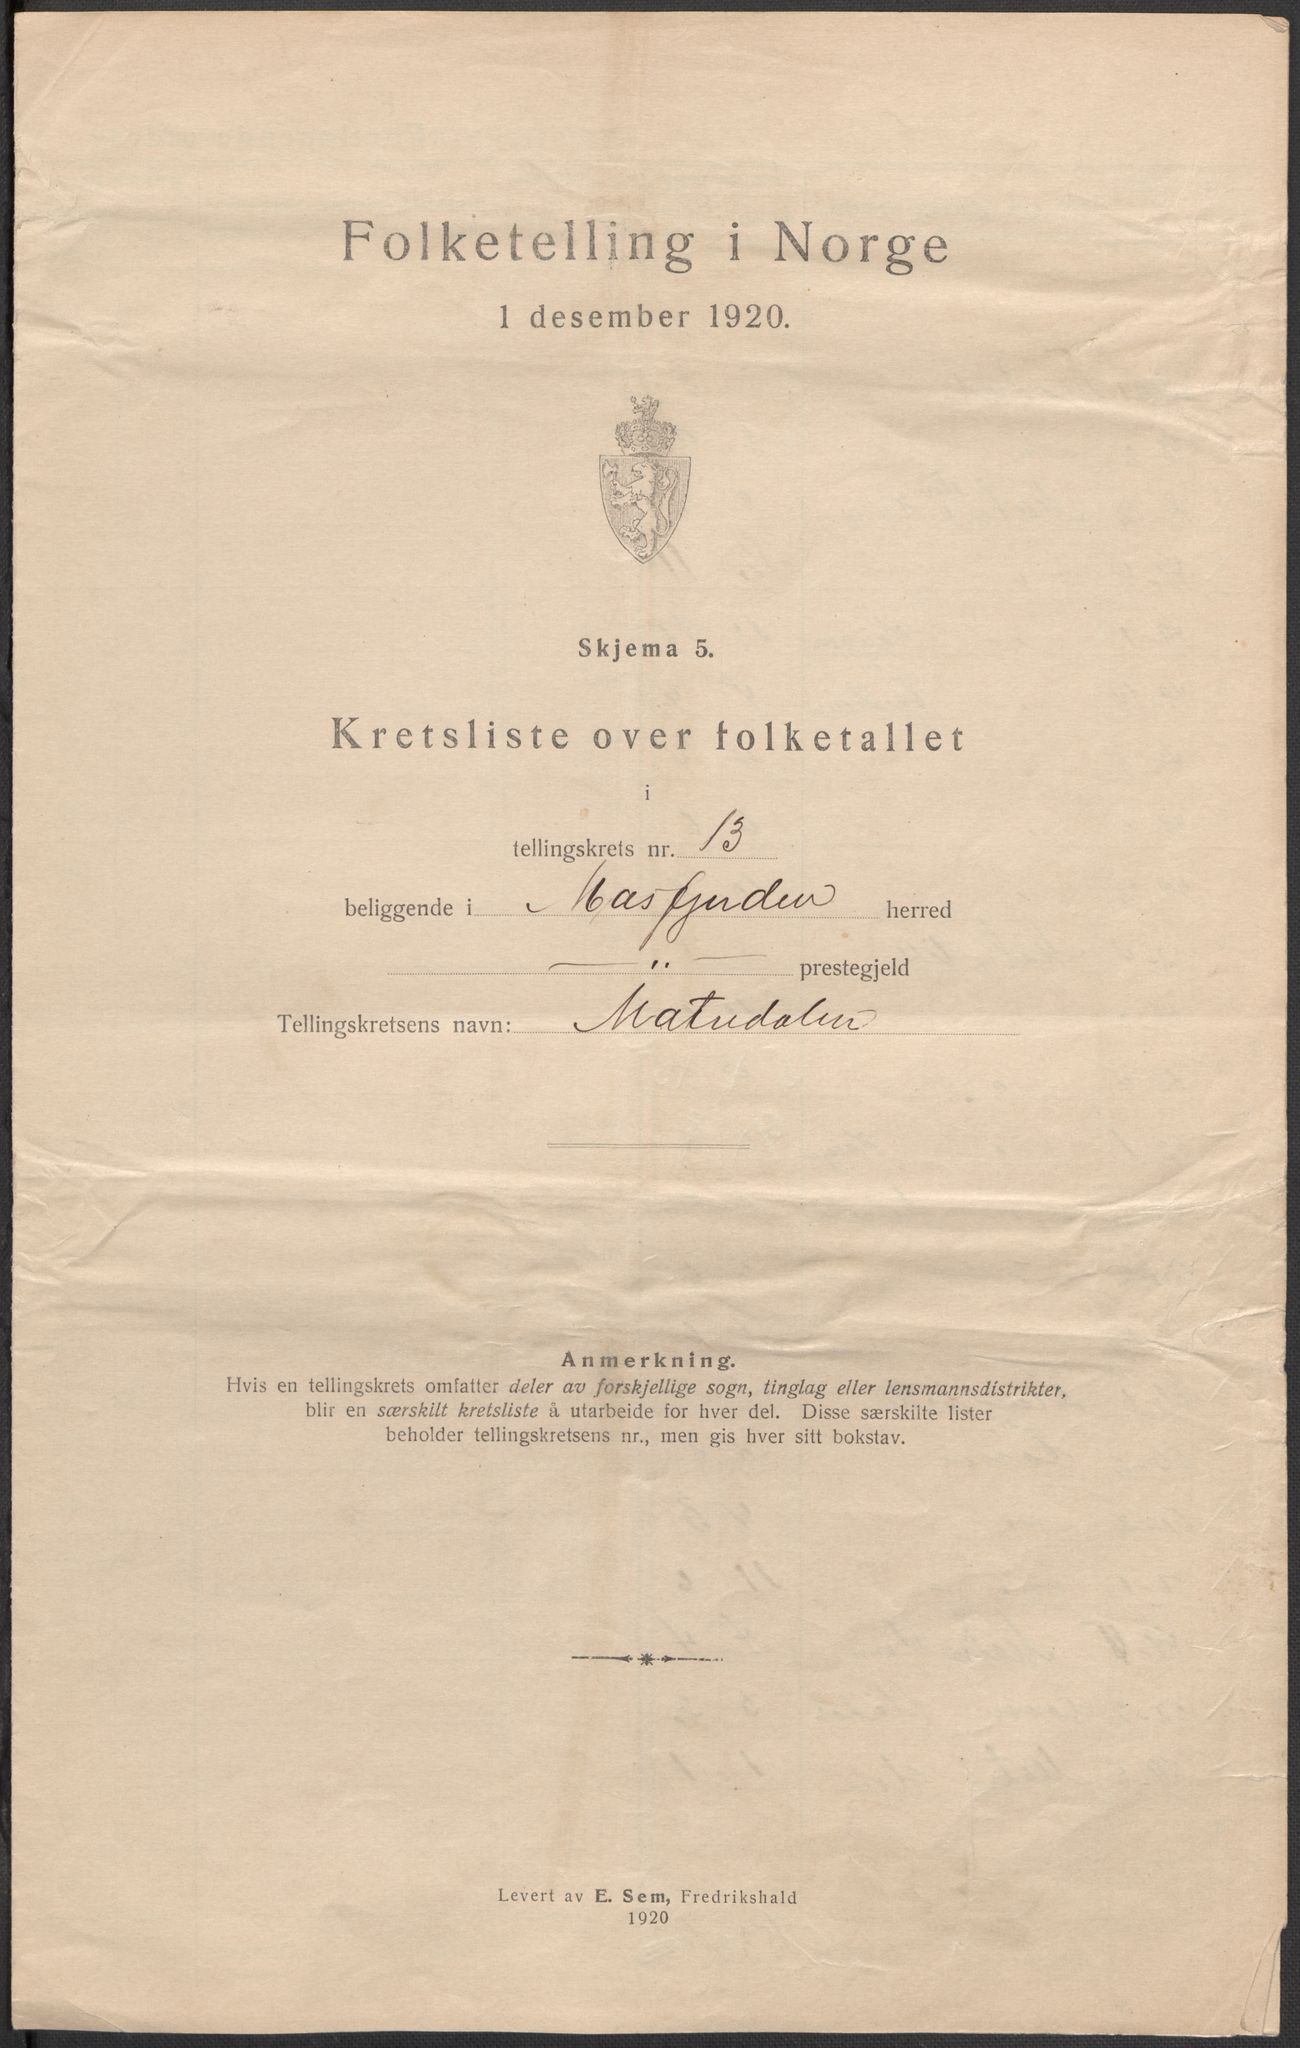 Folketelling i Norge
1 desember 1920.
Skjema 5.
Kretsliste over folketallet
i
tellingskrets nr. 13
beliggende i Masfjorden herred
— „ — prestegjeld
Tellingskretsens navn: Matredalen
Anmerkning.
Hvis en tellingskrets omfatter deler av forskjellige sogn, tinglag eller lensmannsdistrikter,
blir en særskilt kretsliste å utarbeide for hver del. Disse særskilte lister
beholder tellingskretsens nr., men gis hver sitt bokstav.
Levert av E. Sem, Fredrikshald
1920